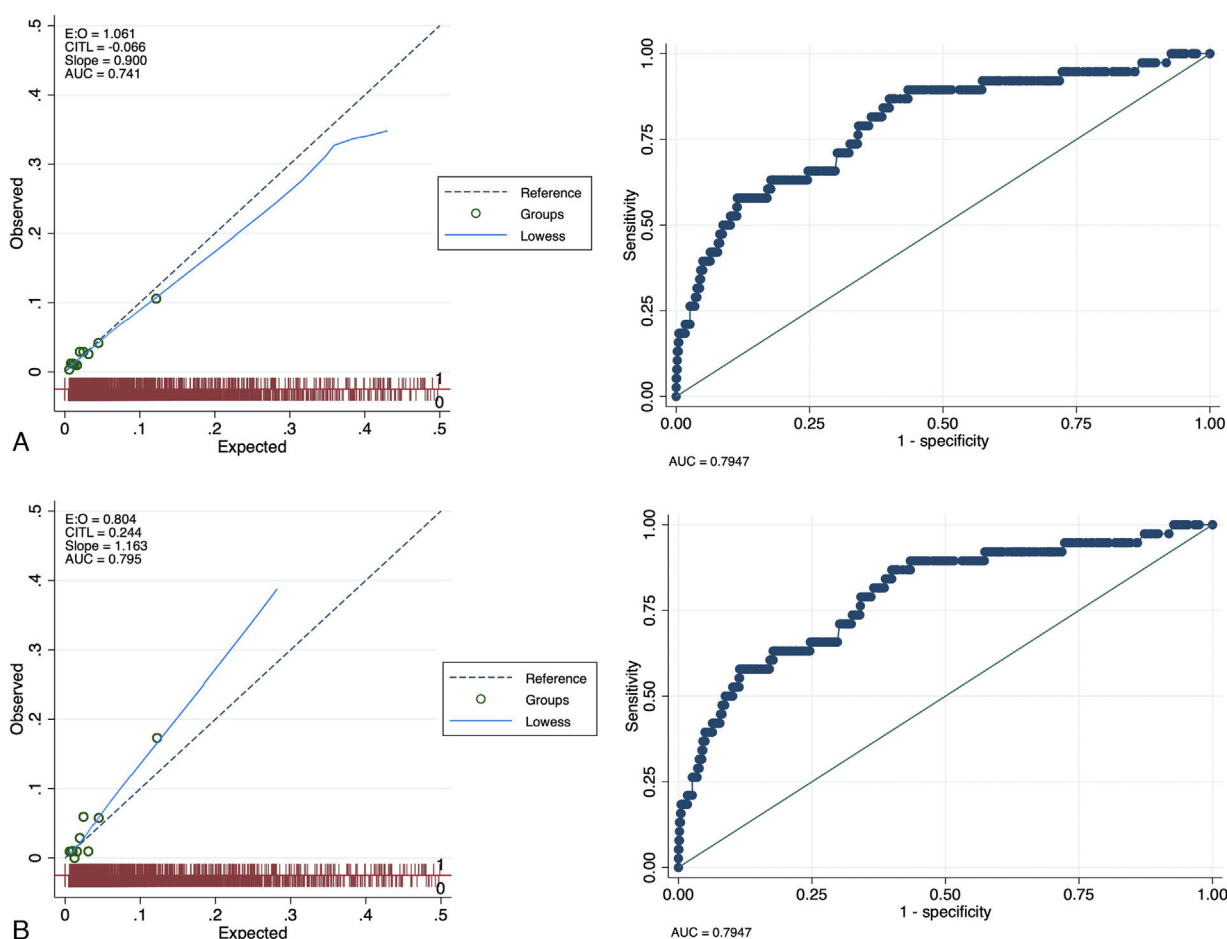 E:O = 1.061
CITL = -0.066
Slope = 0.900
AUC = 0.741
.5
.4
.3
.2
.1
0
Observed
Reference
Groups
Lowess
1
0
0 .1 .2 .3 .4 .5
Expected
A
1.00
0.75
0.50
0.25
0.00
Sensitivity
0.00 0.25 0.50 0.75 1.00
1 - specificity
AUC = 0.7947
E:O = 0.804
CITL = 0.244
Slope = 1.163
AUC = 0.795
.5
.4
.3
.2
.1
0
Observed
Reference
Groups
Lowess
1
0
0 .1 .2 .3 .4 .5
Expected
B
1.00
0.75
0.50
0.25
0.00
Sensitivity
0.00 0.25 0.50 0.75 1.00
1 - specificity
AUC = 0.7947